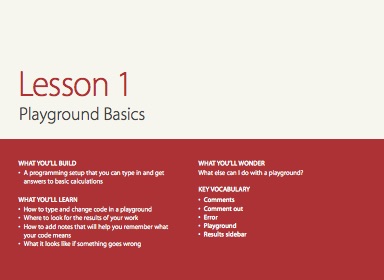 Lesson 1
Playground Basics
WHAT YOU'LL BUILD
• A programming setup that you can type in and get
answers to basic calculations
WHAT YOU'LL LEARN
• How to type and change code in a playground
• Where to look for the results of your work
• How to add notes that will help you remember what
your code means
• What it looks like if something goes wrong
WHAT YOU'LL WONDER
What else can I do with a playground?
KEY VOCABULARY
• Comments
• Comment out
• Error
• Playground
• Results sidebar